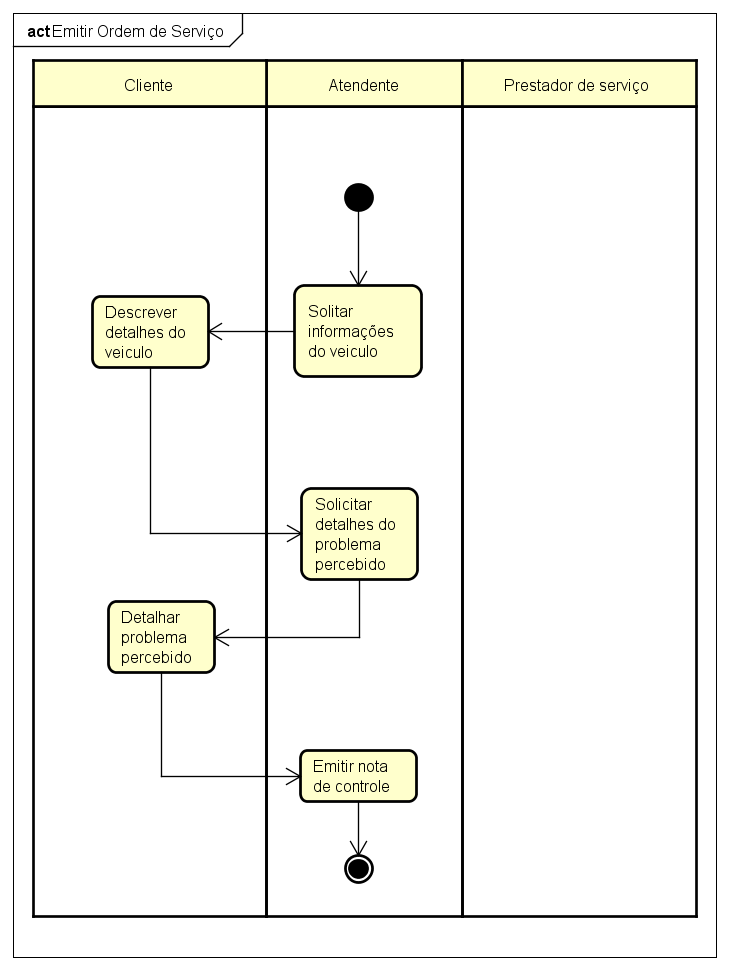 act Emitir Ordem de Serviço
Cliente
Atendente
Prestador de serviço
Descrever
detalhes do
veiculo
Solitar
informações
do veiculo
Solicitar
detalhes do
problema
percebido
Detalhar
problema
percebido
Emitir nota
de controle